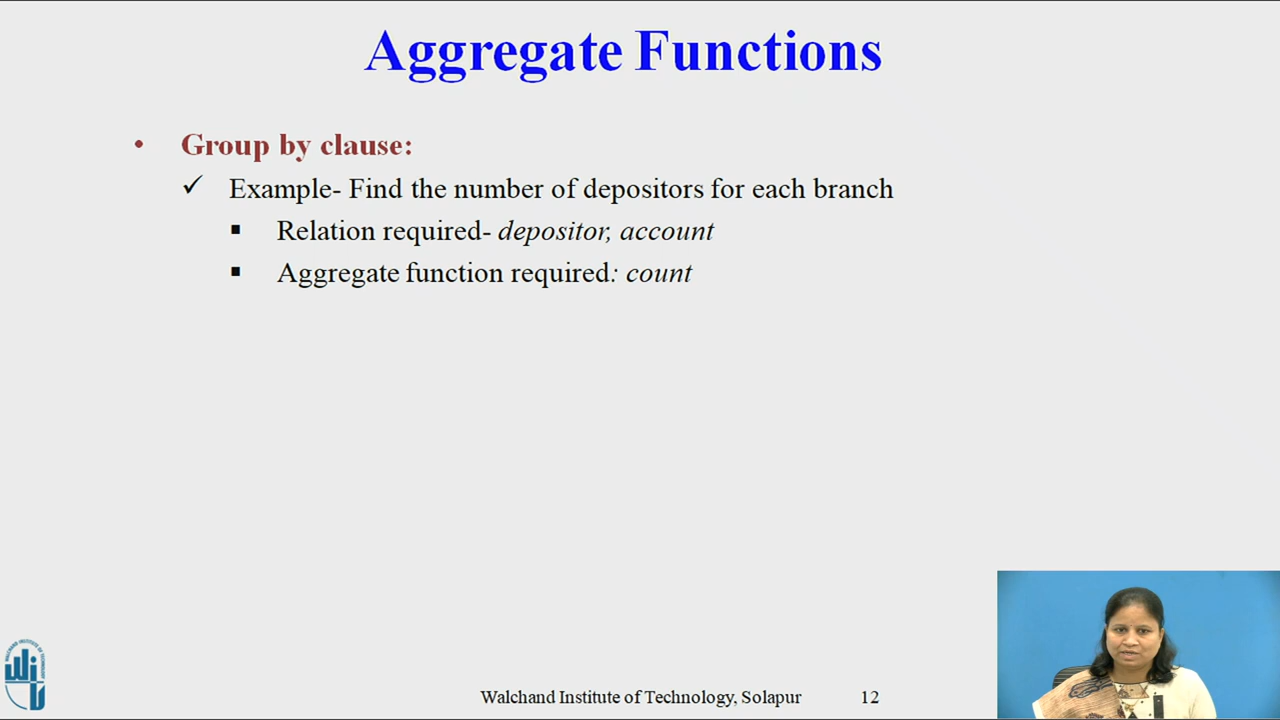 Aggregate Functions
• Group by clause:
✓ Example- Find the number of depositors for each branch
▪ Relation required- depositor, account
▪ Aggregate function required: count
Walchand Institute of Technology, Solapur 12